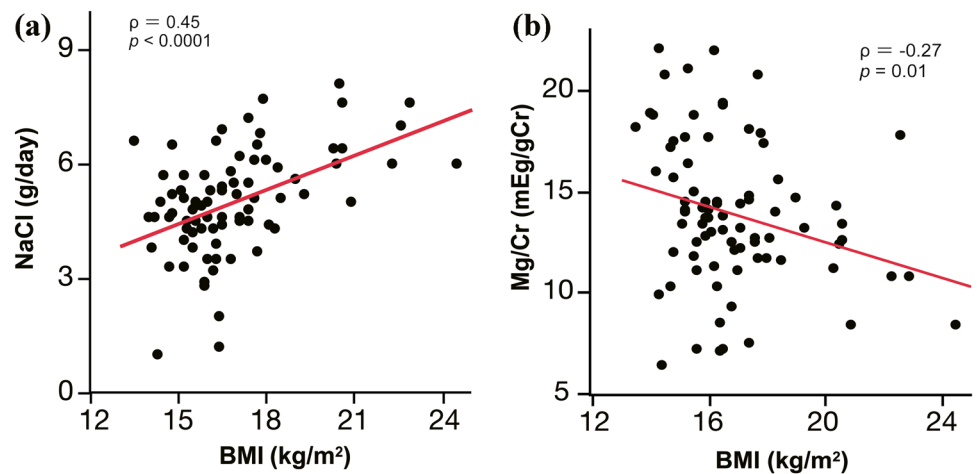 (a)
ρ = 0.45
p < 0.0001
9
6
3
0
NaCl (g/day)
12 15 18 21 24
BMI (kg/m²)
(b)
ρ = -0.27
p = 0.01
20
15
10
5
Mg/Cr (mEg/gCr)
12 16 20 24
BMI (kg/m²)